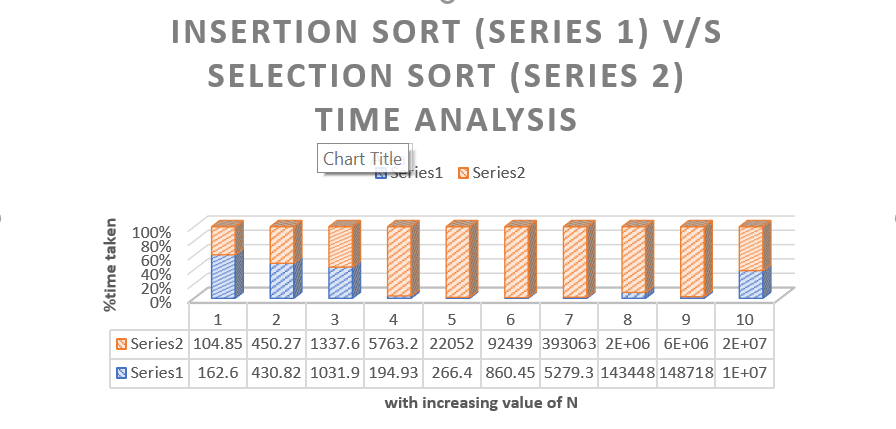 INSERTION SORT (SERIES 1) V/S
SELECTION SORT (SERIES 2)
TIME ANALYSIS
Chart Title
Series1 Series2
%time taken
100%
80%
60%
40%
20%
0%
1 2 3 4 5 6 7 8 9 10
Series2 104.85 450.27 1337.6 5763.2 22052 92439 393063 2E+06 6E+06 2E+07
Series1 162.6 430.82 1031.9 194.93 266.4 860.45 5279.3 143448 148718 1E+07
with increasing value of N